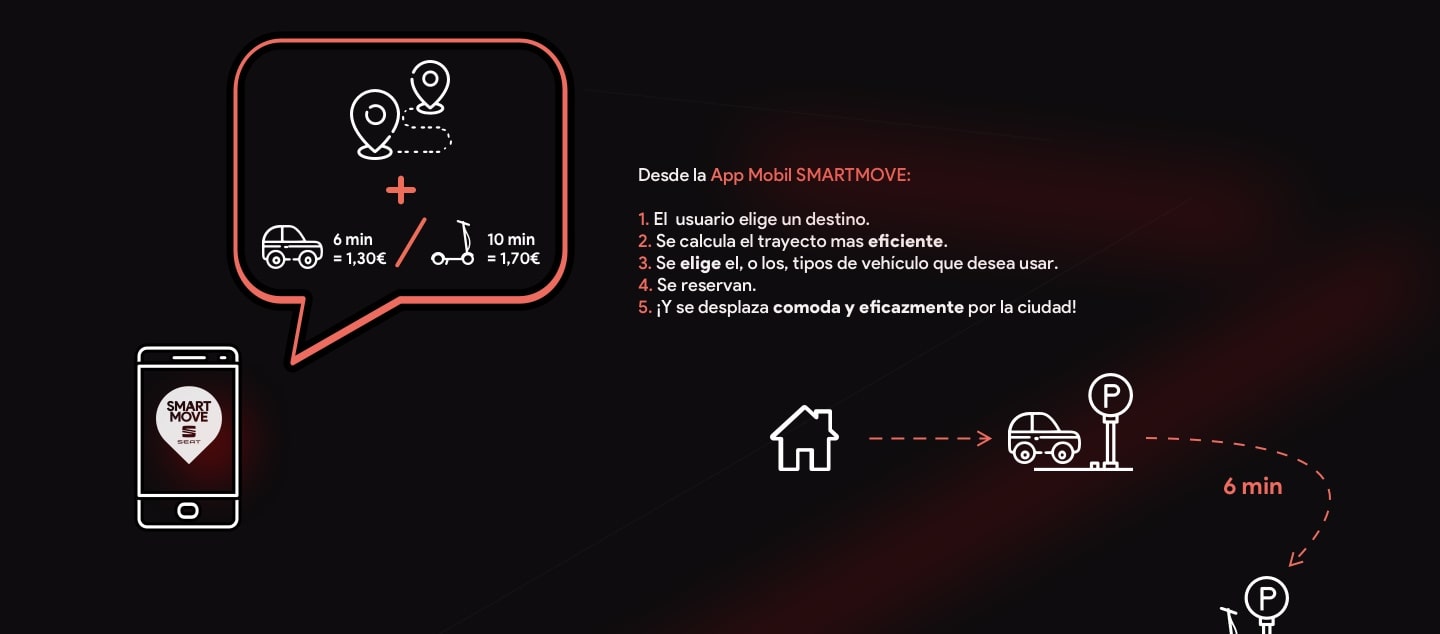 6 min
= 1,30€
10 min
= 1,70€
Desde la App Mobil SMARTMOVE:
1. El  usuario elige un destino.
2. Se calcula el trayecto mas eficiente.
3. Se elige el, o los, tipos de vehículo que desea usar.
4. Se reservan.
5. ¡Y se desplaza comoda y eficazmente por la ciudad!
SMART
MOVE
SEAT
P
6 min
P